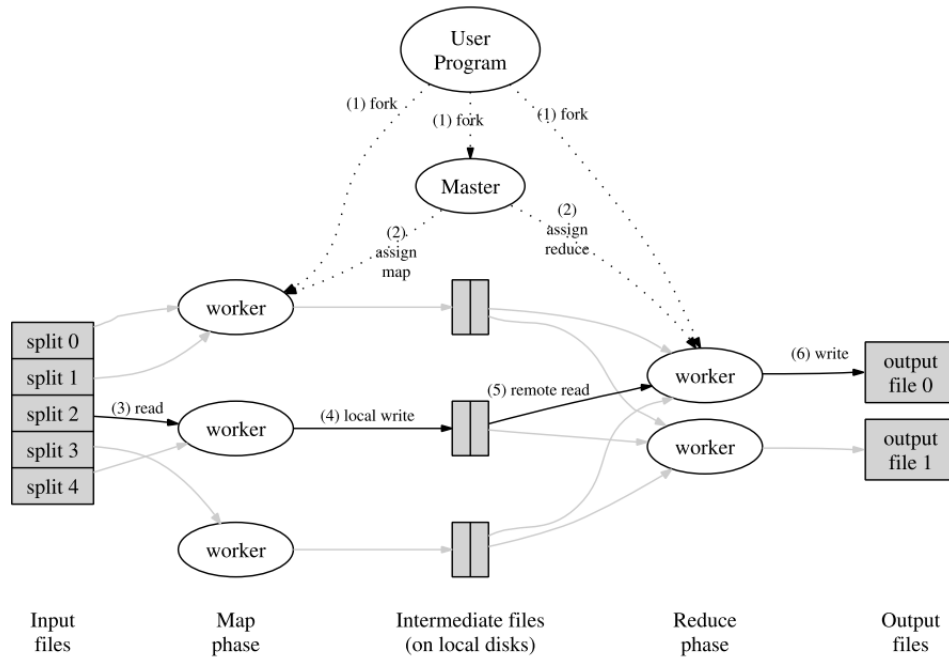 User
Program
(1) fork
(1) fork
(1) fork
Master
(2)
assign
map
(2)
assign
reduce
worker
split 0
split 1
split 2
split 3
split 4
(3) read
worker
(4) local write
(5) remote read
worker
(6) write
output
file 0
worker
output
file 1
worker
Input
files
Map
phase
Intermediate files
(on local disks)
Reduce
phase
Output
files